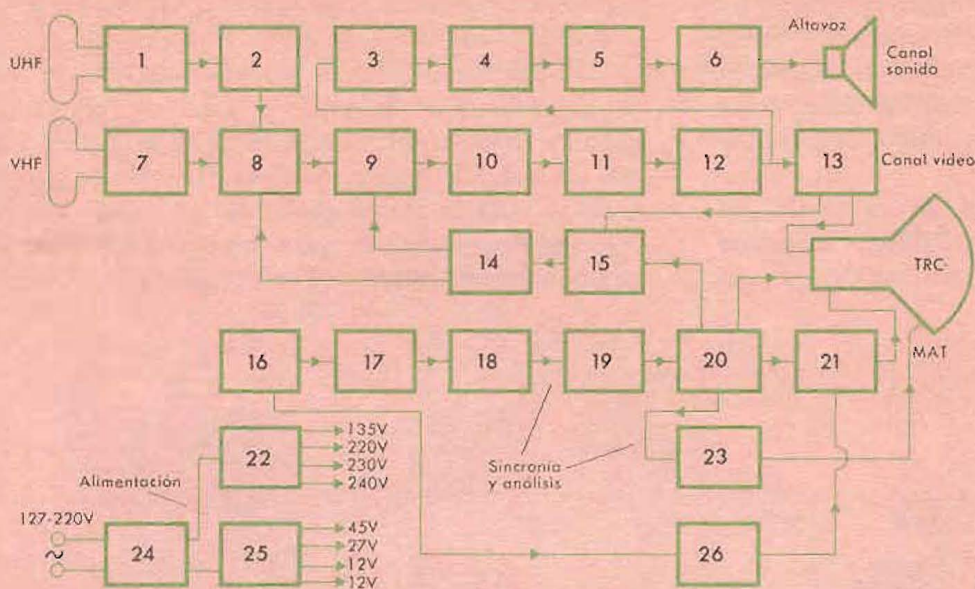 UHF
1
2
3
4
5
6
Altavoz
Canal
sonido
VHF
7
8
9
10
11
12
13
Canal video
14
15
TRC-
16
17
18
19
20
21
MAT
22
135V
220V
230V
240V
Sincronía
y análisis
23
Alimentación
127-220V
~
24
25
45V
27V
12V
12V
26